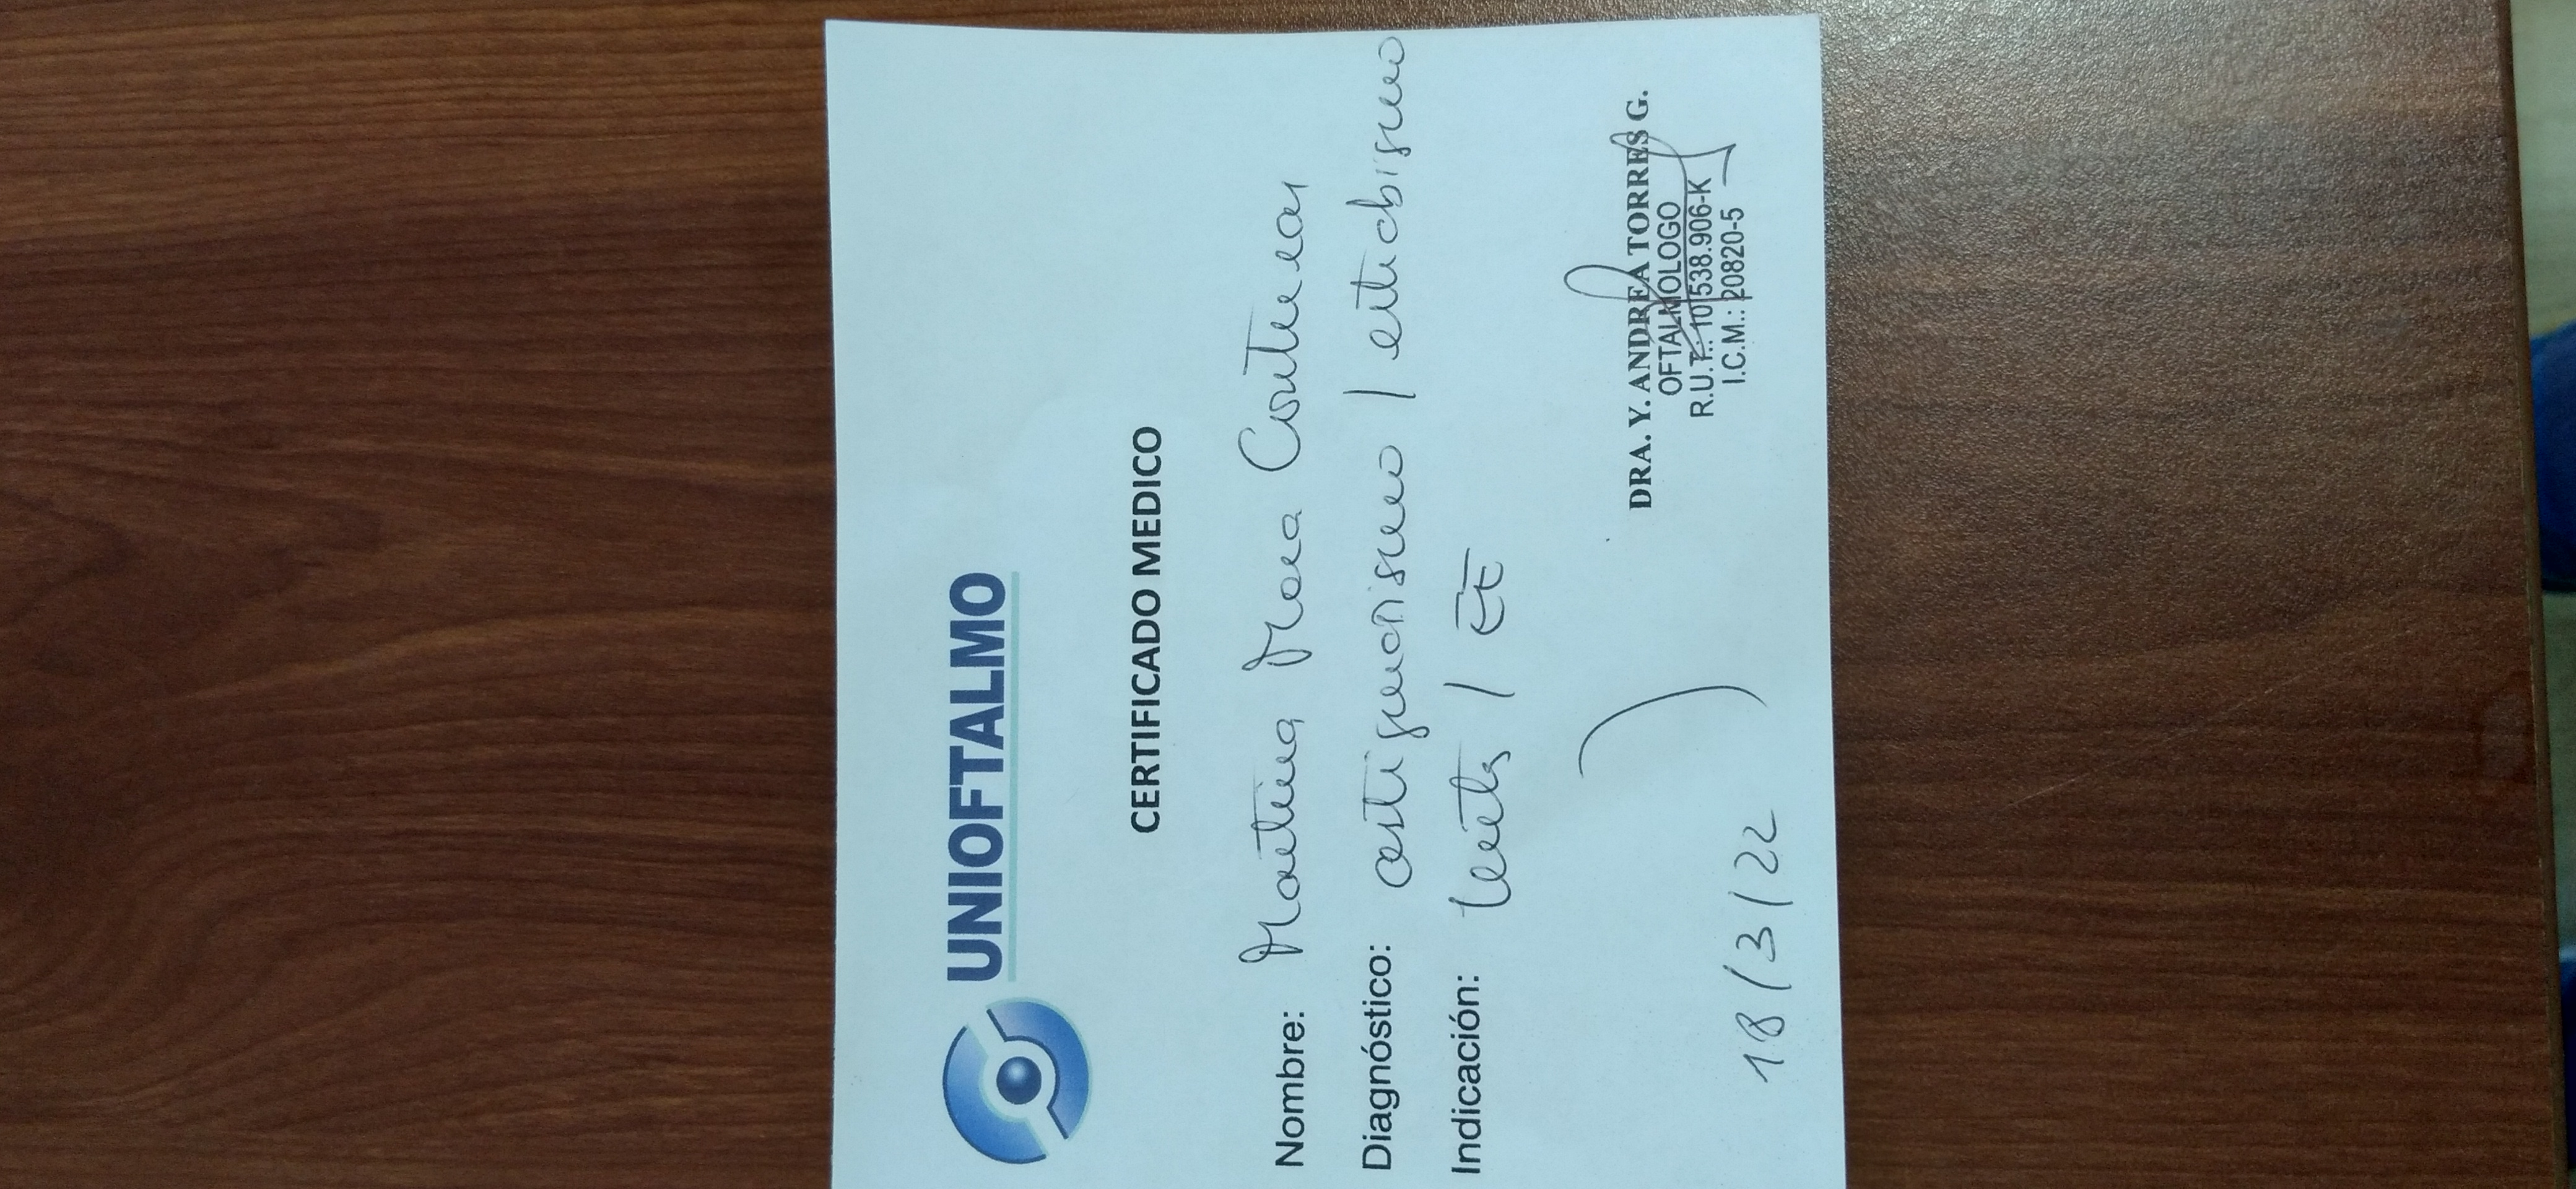 UNIOFTALMO
CERTIFICADO MEDICO
Nombre: Martina Mora Contreras
Diagnóstico: astigmatismo / estrabismo
Indicación: lentes / EE
DRA. Y. ANDREA TORRES G.
OFTALMOLOGO
R.U.T.: 10.538.906-K
I.C.M.: 20820-5
18/3/22